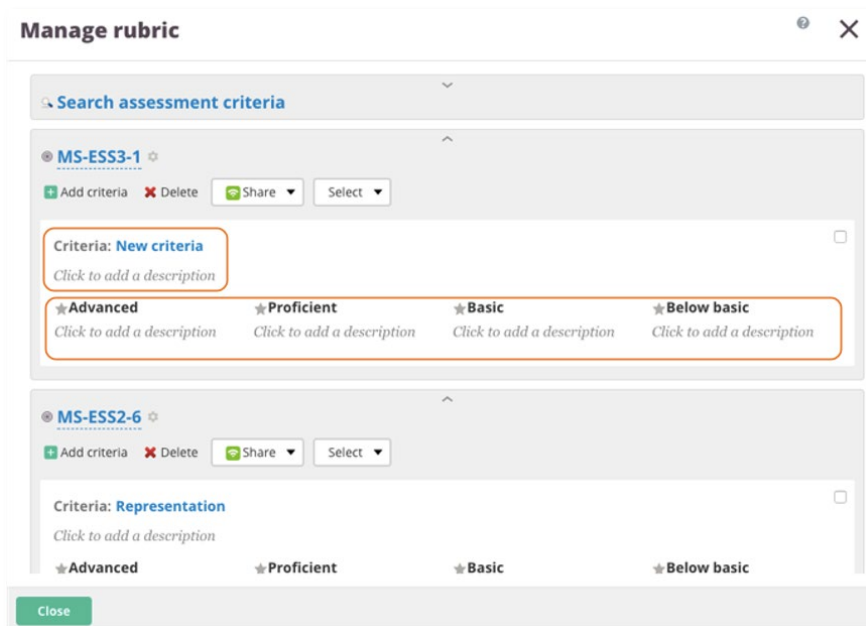 Manage rubric
Search assessment criteria
MS-ESS3-1
Add criteria Delete Share Select
Criteria: New criteria
Click to add a description
Advanced Proficient Basic Below basic
Click to add a description Click to add a description Click to add a description Click to add a description
MS-ESS2-6
Add criteria Delete Share Select
Criteria: Representation
Click to add a description
Advanced Proficient Basic Below basic
Close